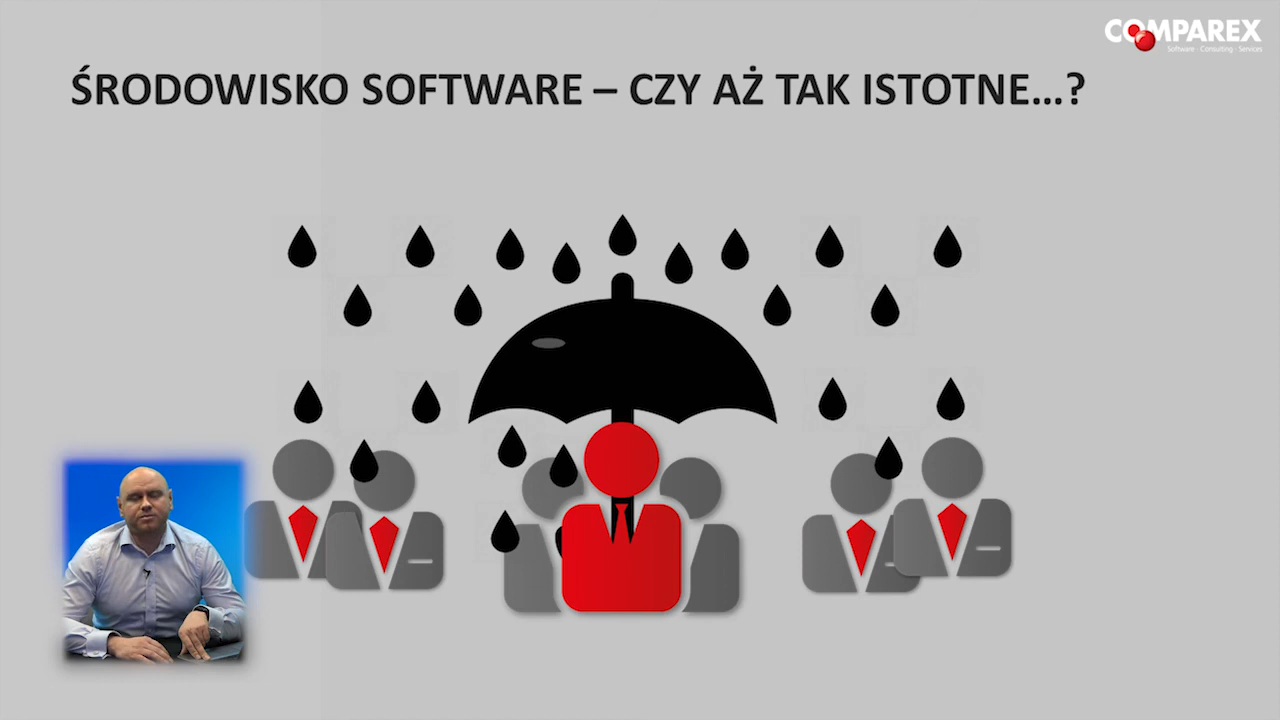 COMPAREX
Software · Consulting · Services
ŚRODOWISKO SOFTWARE – CZY AŻ TAK ISTOTNE...?